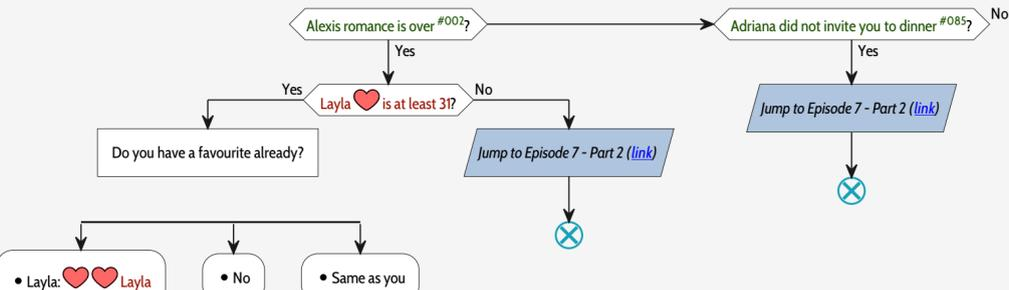 Alexis romance is over #002?
Adriana did not invite you to dinner #085?
No
Yes
Yes
Yes
Layla ❤ is at least 31?
No
Jump to Episode 7 - Part 2 (link)
Do you have a favourite already?
Jump to Episode 7 - Part 2 (link)
• Layla: ❤❤ Layla
• No
• Same as you